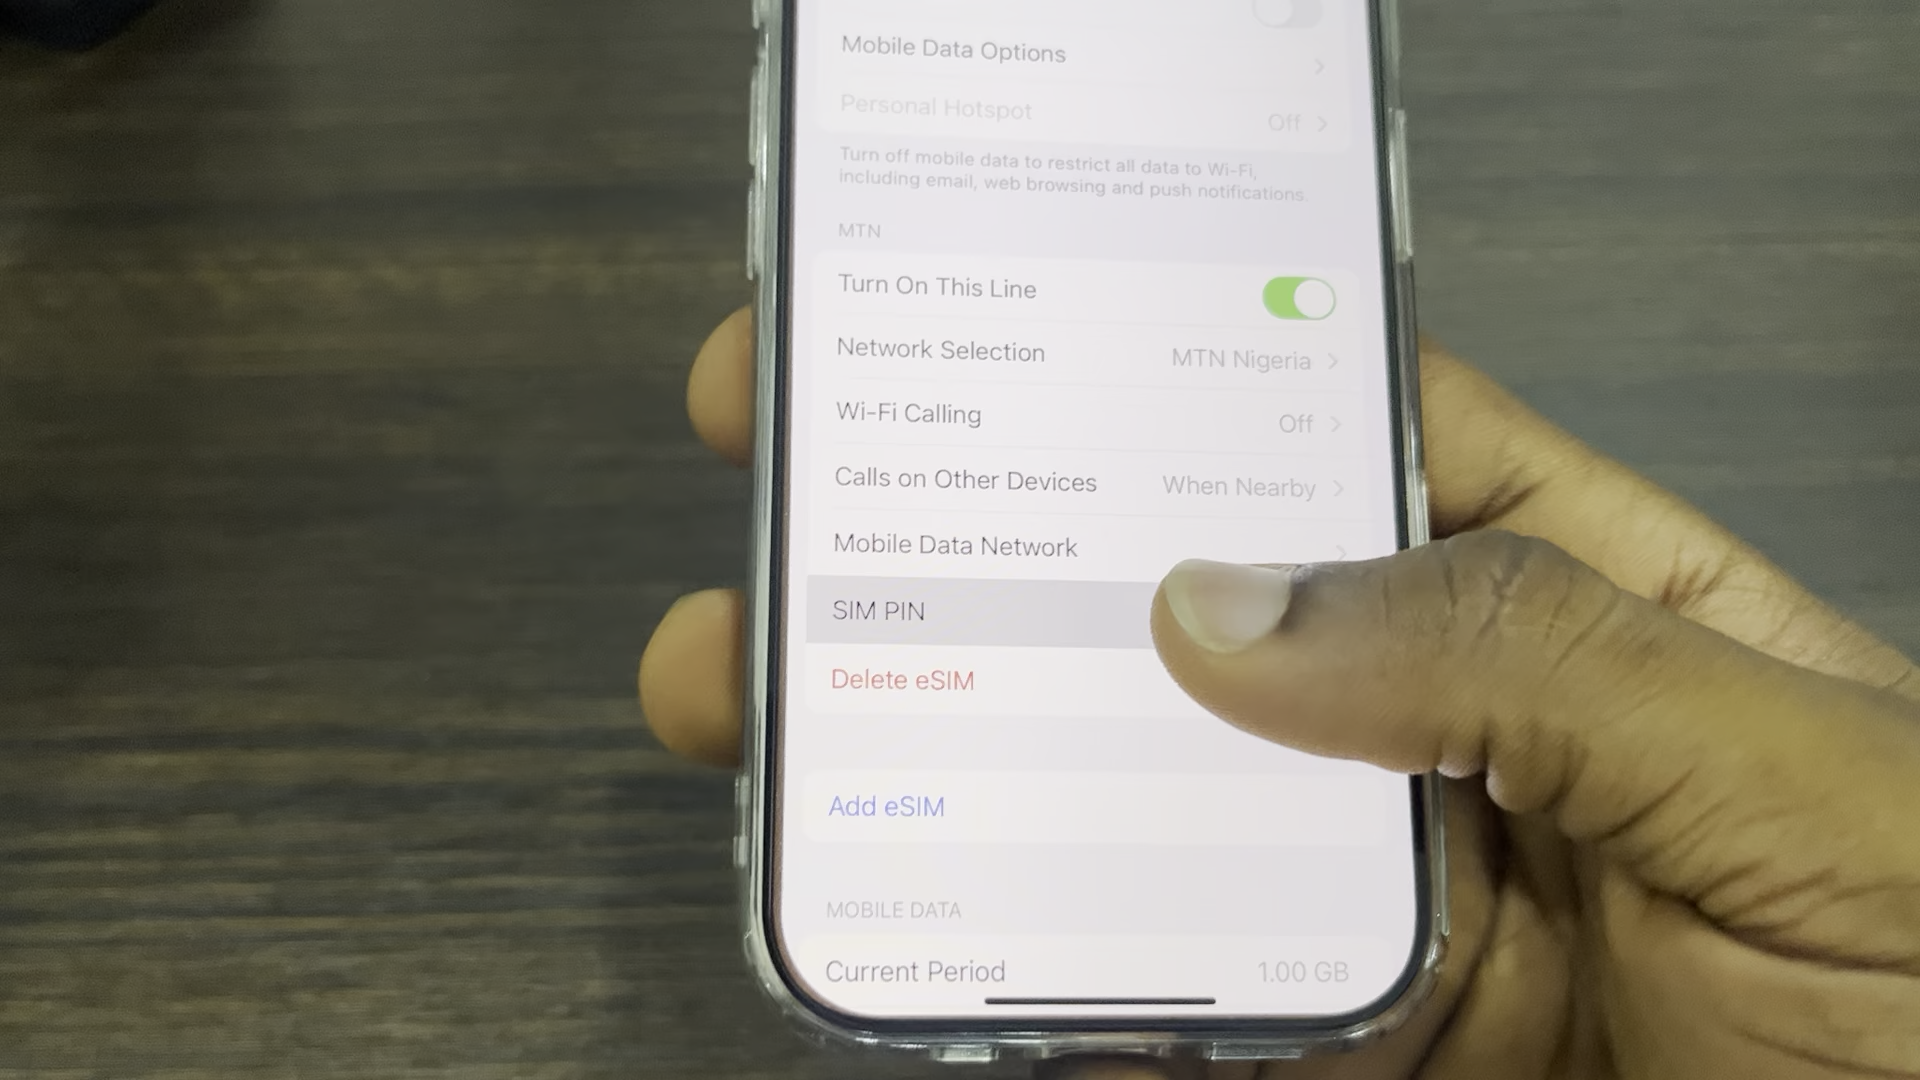 Mobile Data Options
Personal Hotspot Off
Turn off mobile data to restrict all data to Wi-Fi,
including email, web browsing and push notifications.
MTN
Turn On This Line
Network Selection MTN Nigeria
Wi-Fi Calling Off
Calls on Other Devices When Nearby
Mobile Data Network
SIM PIN
Delete eSIM
Add eSIM
MOBILE DATA
Current Period 1.00 GB